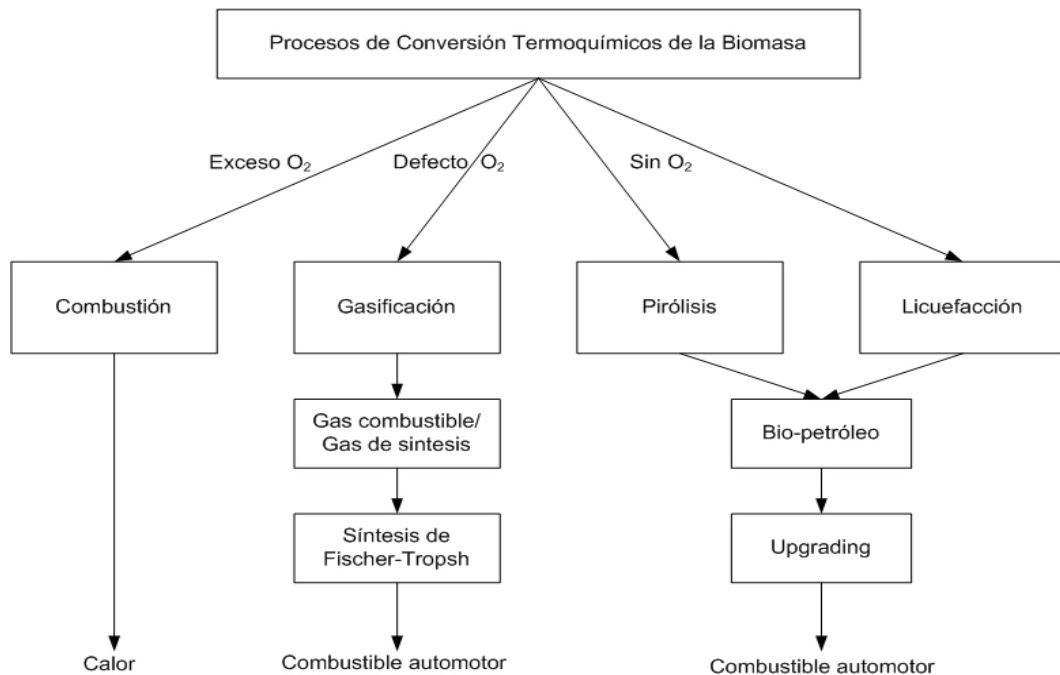 Procesos de Conversión Termoquímicos de la Biomasa
Exceso O₂
Defecto O₂
Sin O₂
Combustión
Gasificación
Pirólisis
Licuefacción
Gas combustible/
Gas de sintesis
Bio-petróleo
Síntesis de
Fischer-Tropsh
Upgrading
Calor
Combustible automotor
Combustible automotor